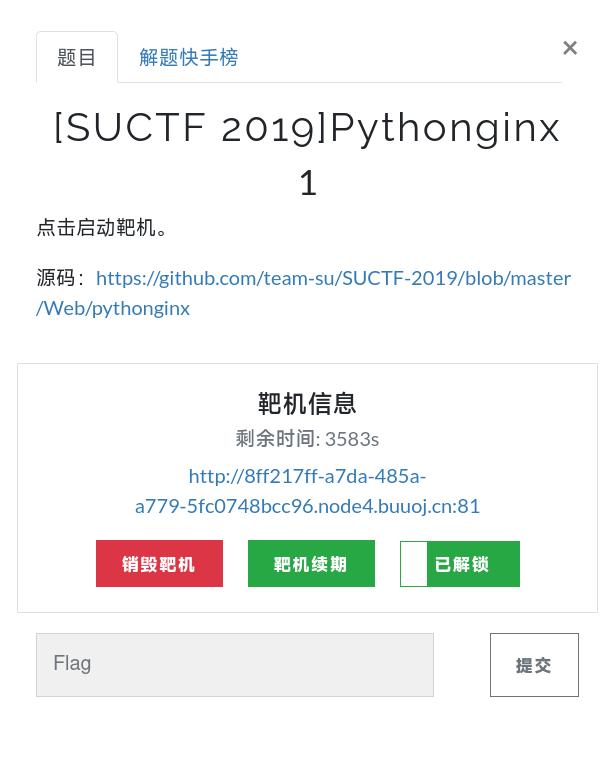 题目
解题快手榜
×
[SUCTF 2019]Pythonginx
1
点击启动靶机。
源码：https://github.com/team-su/SUCTF-2019/blob/master
/Web/pythonginx
靶机信息
剩余时间: 3583s
http://8ff217ff-a7da-485a-
a779-5fc0748bcc96.node4.buuoj.cn:81
销毁靶机
靶机续期
已解锁
Flag
提交